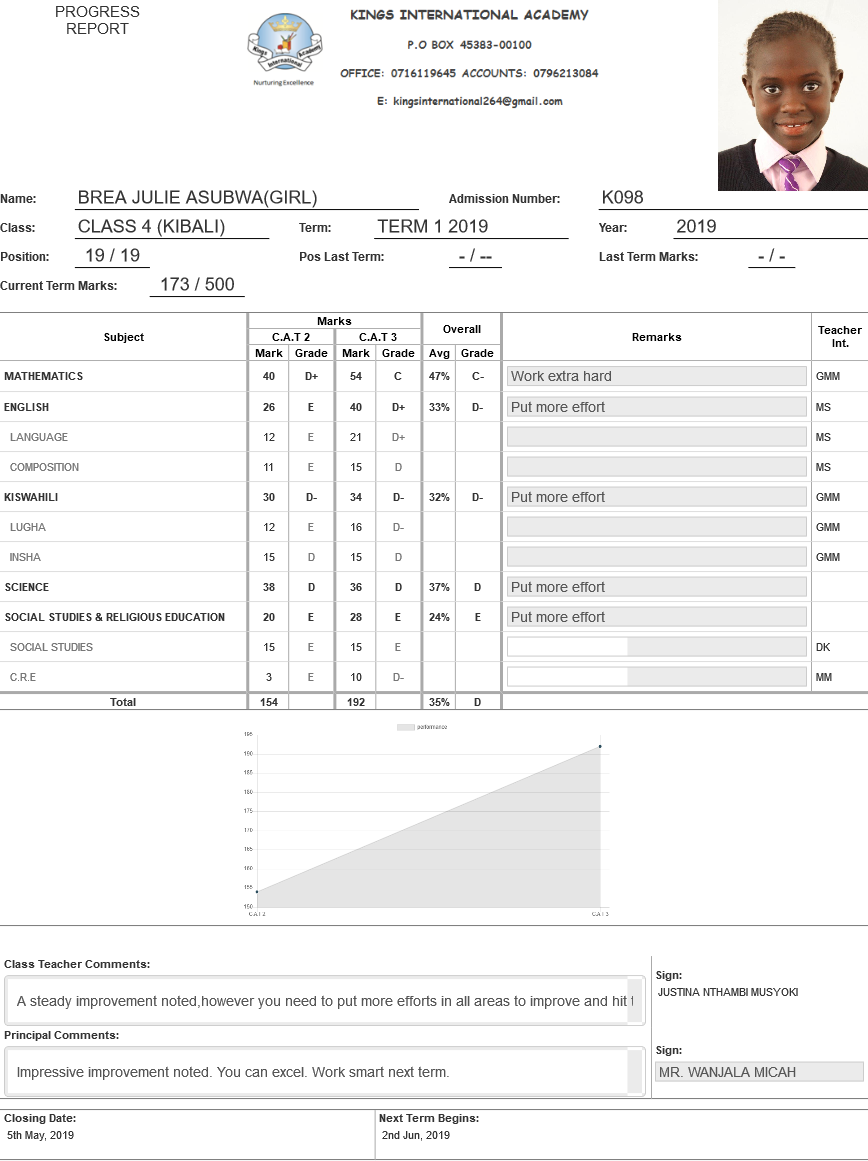 PROGRESS
REPORT
KINGS INTERNATIONAL ACADEMY
P.O BOX 45383-00100
OFFICE: 0716119645 ACCOUNTS: 0796213084
E: kingsinternational264@gmail.com
Kings Academy
International
Nurturing Excellence
Name: BREA JULIE ASUBWA(GIRL) Admission Number: K098
Class: CLASS 4 (KIBALI) Term: TERM 1 2019 Year: 2019
Position: 19 / 19 Pos Last Term: - / -- Last Term Marks: - / -
Current Term Marks: 173 / 500
Subject Marks Overall Remarks Teacher Int.
C.A.T 2 C.A.T 3
Mark Grade Mark Grade Avg Grade
MATHEMATICS 40 D+ 54 C 47% C- Work extra hard GMM
ENGLISH 26 E 40 D+ 33% D- Put more effort MS
LANGUAGE 12 E 21 D+ MS
COMPOSITION 11 E 15 D MS
KISWAHILI 30 D- 34 D- 32% D- Put more effort GMM
LUGHA 12 E 16 D- GMM
INSHA 15 D 15 D GMM
SCIENCE 38 D 36 D 37% D Put more effort
SOCIAL STUDIES & RELIGIOUS EDUCATION 20 E 28 E 24% E Put more effort
SOCIAL STUDIES 15 E 15 E DK
C.R.E 3 E 10 D- MM
Total 154 192 35% D
performance
195
190
185
180
175
170
165
160
155
150
C.A.T 2 C.A.T 3
Class Teacher Comments:
A steady improvement noted,however you need to put more efforts in all areas to improve and hit
Sign:
JUSTINA NTHAMBI MUSYOKI
Principal Comments:
Impressive improvement noted. You can excel. Work smart next term.
Sign:
MR. WANJALA MICAH
Closing Date: Next Term Begins:
5th May, 2019 2nd Jun, 2019